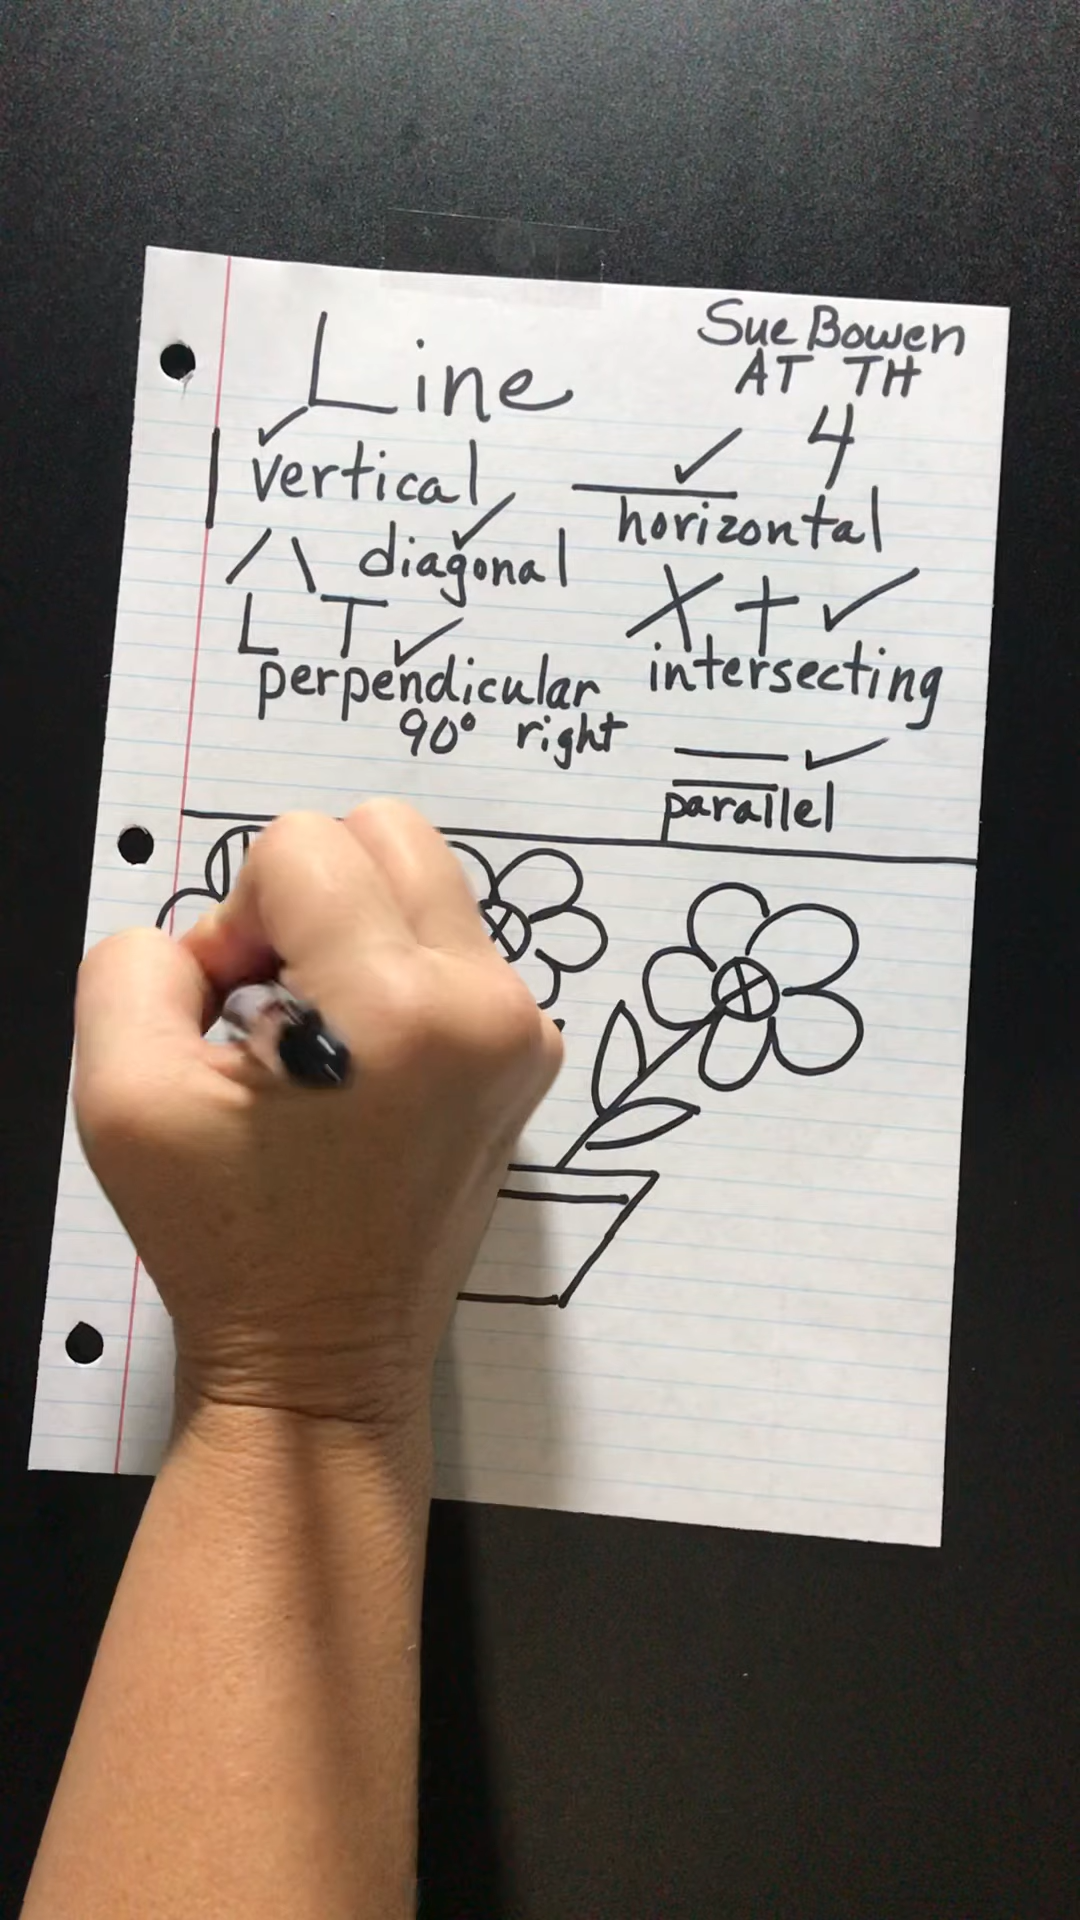 Sue Bowen
Line
AT TH
4
vertical
horizontal
diagonal
intersecting
perpendicular
90° right
parallel